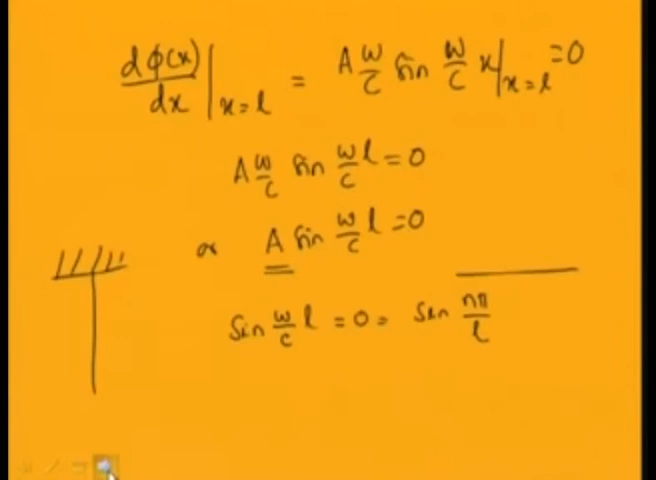 dφ(x)/dx |x=l = A w/c sin w/c x |x=l = 0
A w/c sin w/c l = 0
or A sin w/c l = 0
sin w/c l = 0 = sin nπ/l